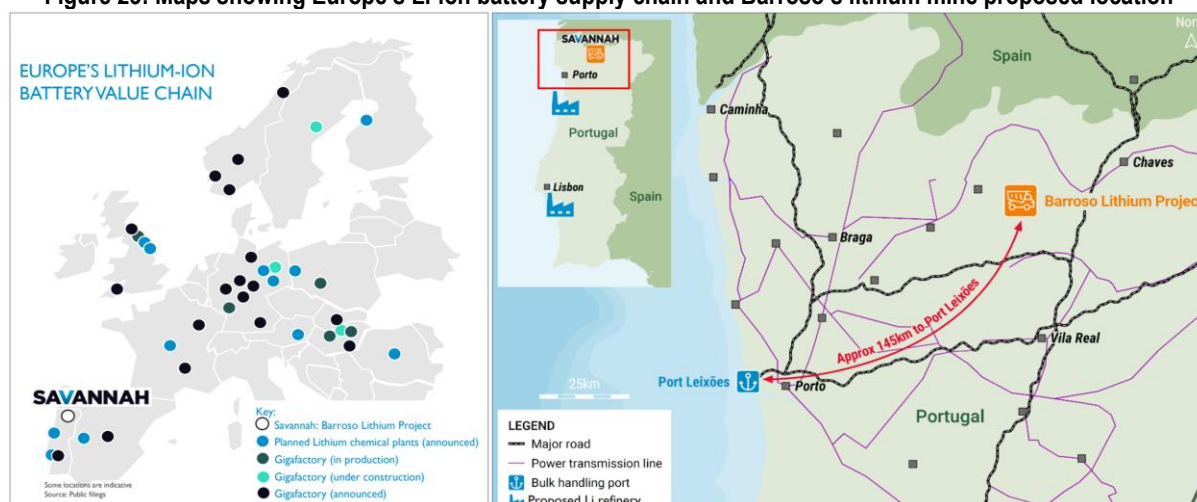 Figure 25: Maps showing Europe's Li-ion battery supply chain and Barroso's lithium mine proposed location
EUROPE'S LITHIUM-ION
BATTERY VALUE CHAIN
SAVANNAH
Key:
Savannah: Barroso Lithium Project
Planned Lithium chemical plants (announced)
Gigafactory (in production)
Gigafactory (under construction)
Gigafactory (announced)
Some locations are indicative
Source: Public filings
SAVANNAH
Porto
Portugal
Lisbon
Spain
Spain
Caminha
Chaves
Barroso Lithium Project
Braga
Approx 145km to Port Leixões
Vila Real
Port Leixões
Porto
25km
Portugal
LEGEND
Major road
Power transmission line
Bulk handling port
Proposed Li refinery